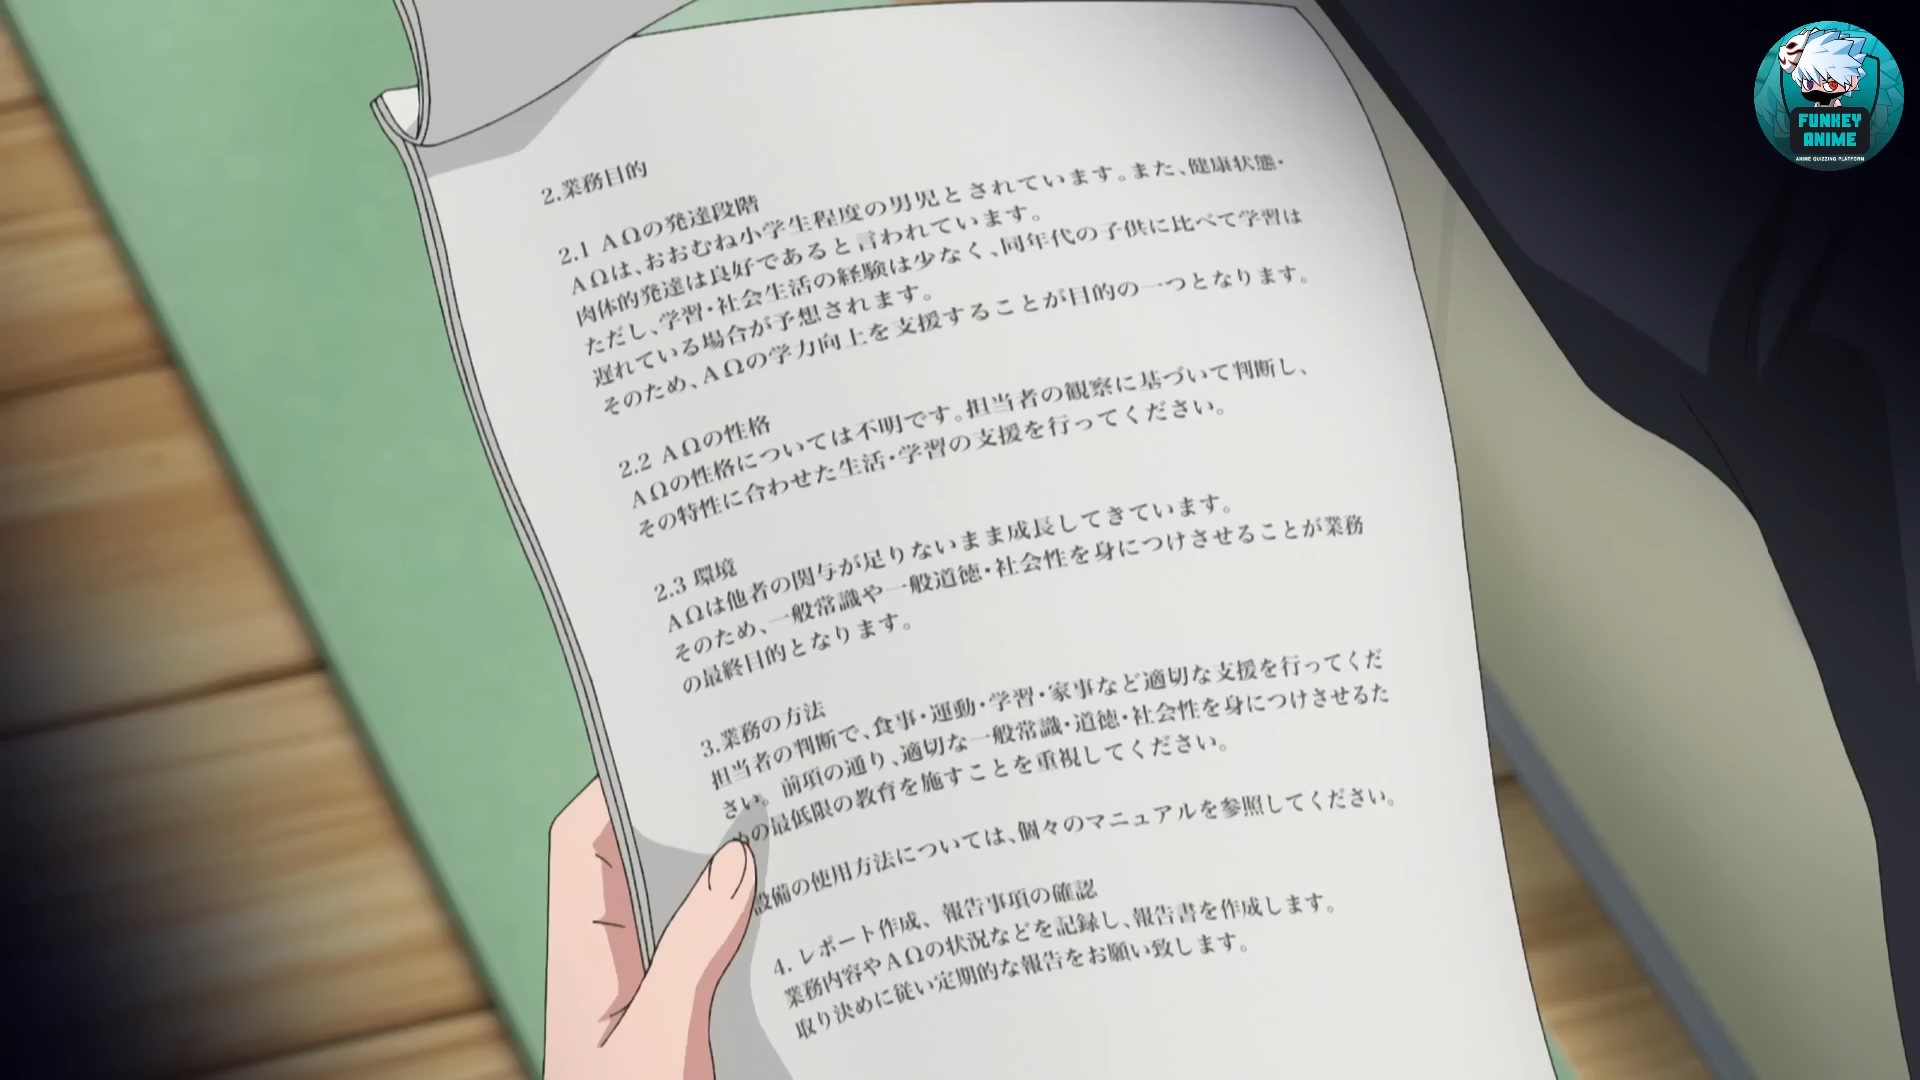 2.業務目的
2.1 ΑΩの発達段階
ΑΩは、おおむね小学生程度の男児とされています。また、健康状態・
肉体的発達は良好であると言われています。
ただし、学習・社会生活の経験は少なく、同年代の子供に比べて学習は
遅れている場合が予想されます。
そのため、ΑΩの学力向上を支援することが目的の一つとなります。
2.2 ΑΩの性格
ΑΩの性格については不明です。担当者の観察に基づいて判断し、
その特性に合わせた生活・学習の支援を行ってください。
2.3 環境
ΑΩは他者の関与が足りないまま成長してきています。
そのため、一般常識や一般道徳・社会性を身につけさせることが業務
の最終目的となります。
3.業務の方法
担当者の判断で、食事・運動・学習・家事など適切な支援を行ってくだ
さい。前項の通り、適切な一般常識・道徳・社会性を身につけさせるた
めの最低限の教育を施すことを重視してください。
設備の使用方法については、個々のマニュアルを参照してください。
4. レポート作成、報告事項の確認
業務内容やΑΩの状況などを記録し、報告書を作成します。
取り決めに従い定期的な報告をお願い致します。
FUNKEY
ANIME
ANIME QUIZZING PLATFORM